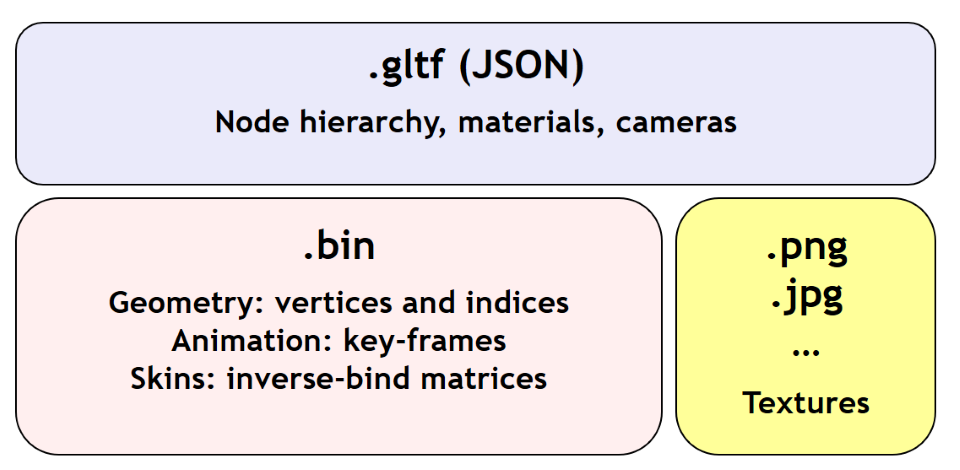 .gltf (JSON)
Node hierarchy, materials, cameras
.bin
Geometry: vertices and indices
Animation: key-frames
Skins: inverse-bind matrices
.png
.jpg
...
Textures